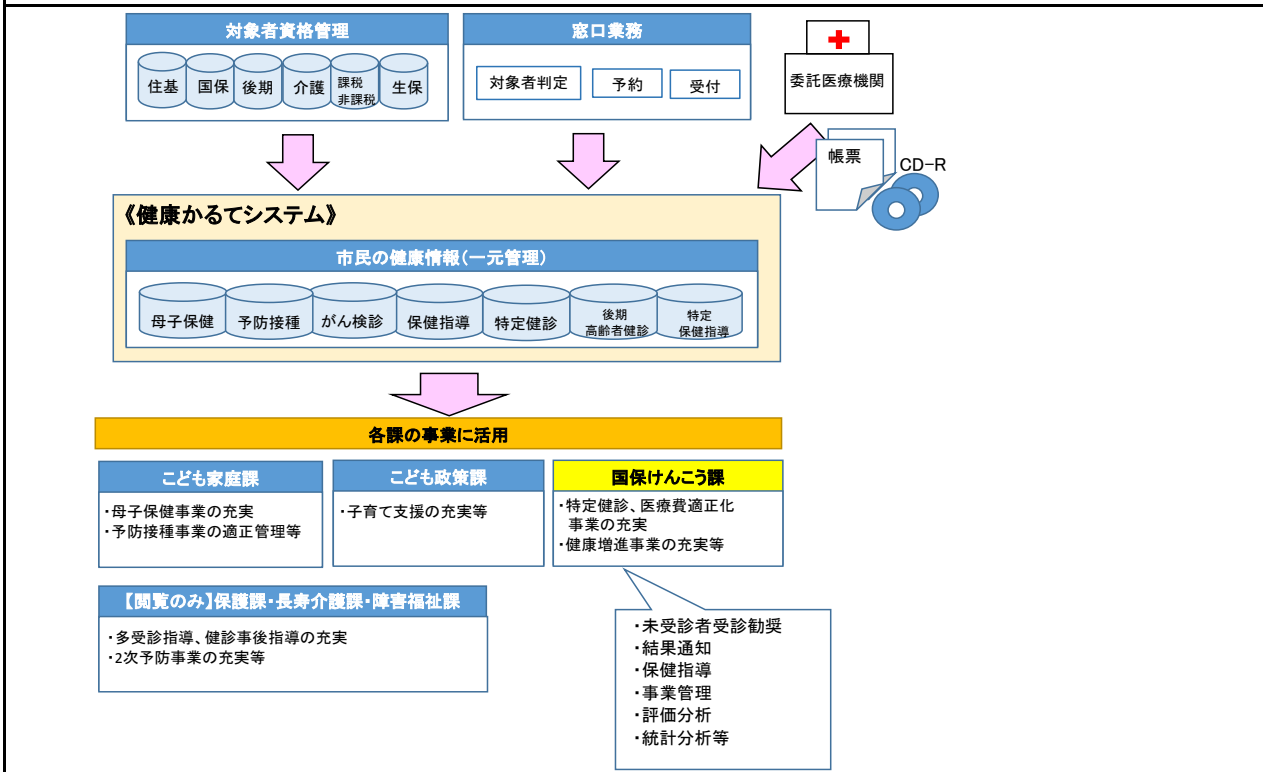 対象者資格管理
住基
国保
後期
介護
課税
非課税
生保
窓口業務
対象者判定
予約
受付
委託医療機関
帳票
CD-R
《健康かるてシステム》
市民の健康情報(一元管理)
母子保健
予防接種
がん検診
保健指導
特定健診
後期
高齢者健診
特定
保健指導
各課の事業に活用
こども家庭課
・母子保健事業の充実
・予防接種事業の適正管理等
こども政策課
・子育て支援の充実等
国保けんこう課
・特定健診、医療費適正化
事業の充実
・健康増進事業の充実等
【閲覧のみ】保護課・長寿介護課・障害福祉課
・多受診指導、健診事後指導の充実
・2次予防事業の充実等
・未受診者受診勧奨
・結果通知
・保健指導
・事業管理
・評価分析
・統計分析等